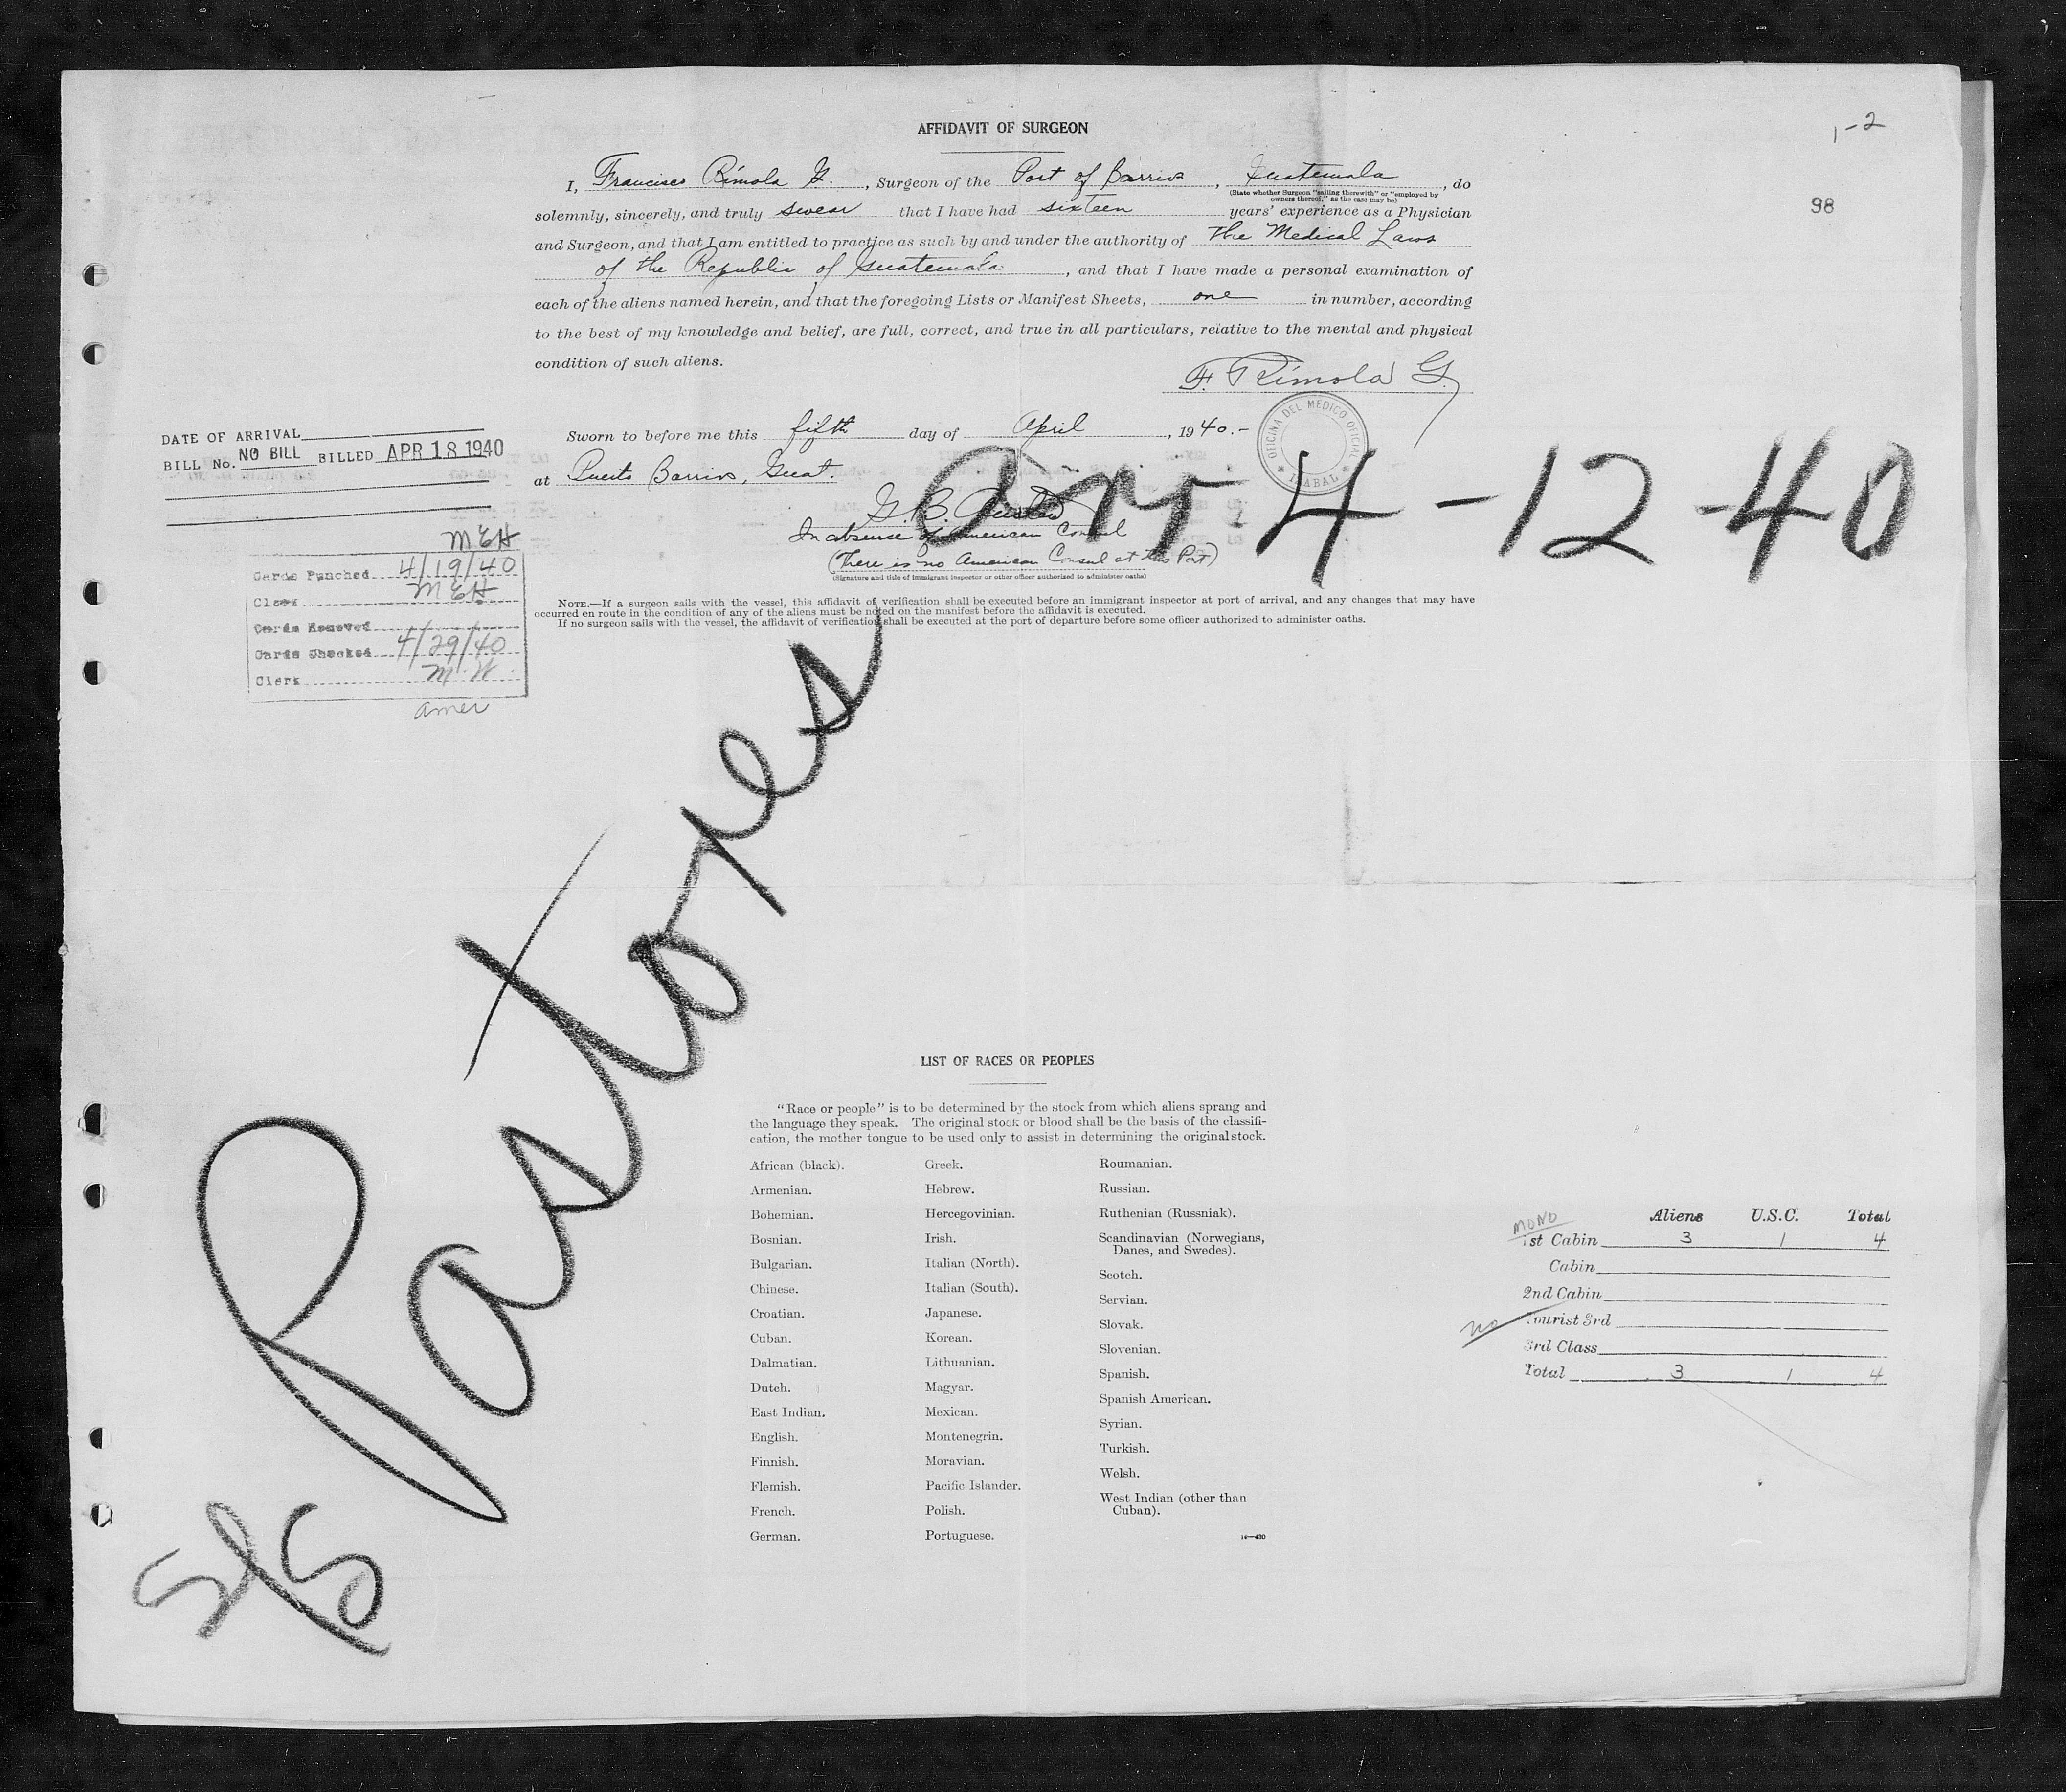 AFFIDAVIT OF SURGEON
1-2
98
I, Francisco Rimola G., Surgeon of the Port of Barrios, Guatemala, do
(State whether Surgeon "sailing therewith" or "employed by
owners thereof," as the case may be)
solemnly, sincerely, and truly swear that I have had sixteen years' experience as a Physician
and Surgeon, and that I am entitled to practice as such by and under the authority of the Medical Laws
of the Republic of Guatemala, and that I have made a personal examination of
each of the aliens named herein, and that the foregoing Lists or Manifest Sheets, one in number, according
to the best of my knowledge and belief, are full, correct, and true in all particulars, relative to the mental and physical
condition of such aliens.
F. Rimola G.
OFICINA DEL MEDICO OFICIAL
IZABAL
Sworn to before me this fifth day of April, 1940.-
at Puerto Barrios, Guat.
G. B.
In absense of American Consul
(There is no American Consul at this Port)
(Signature and title of immigrant inspector or other officer authorized to administer oaths)
NOTE.—If a surgeon sails with the vessel, this affidavit of verification shall be executed before an immigrant inspector at port of arrival, and any changes that may have
occurred en route in the condition of any of the aliens must be noted on the manifest before the affidavit is executed.
If no surgeon sails with the vessel, the affidavit of verification shall be executed at the port of departure before some officer authorized to administer oaths.
DATE OF ARRIVAL
BILL No. NO BILL BILLED APR 18 1940
MEH
Cards Punched 4/19/40
Clerk MEH
Cards Removed
Cards Checked 4/29/40
Clerk M.W.
amer
4-12-40
S/S Pastores
LIST OF RACES OR PEOPLES
"Race or people" is to be determined by the stock from which aliens sprang and
the language they speak. The original stock or blood shall be the basis of the classifi-
cation, the mother tongue to be used only to assist in determining the original stock.
African (black).
Armenian.
Bohemian.
Bosnian.
Bulgarian.
Chinese.
Croatian.
Cuban.
Dalmatian.
Dutch.
East Indian.
English.
Finnish.
Flemish.
French.
German.
Greek.
Hebrew.
Hercegovinian.
Irish.
Italian (North).
Italian (South).
Japanese.
Korean.
Lithuanian.
Magyar.
Mexican.
Montenegrin.
Moravian.
Pacific Islander.
Polish.
Portuguese.
Roumanian.
Russian.
Ruthenian (Russniak).
Scandinavian (Norwegians,
Danes, and Swedes).
Scotch.
Servian.
Slovak.
Slovenian.
Spanish.
Spanish American.
Syrian.
Turkish.
Welsh.
West Indian (other than
Cuban).
14—430
MONO
Aliens U.S.C. Total
1st Cabin 3 1 4
Cabin
2nd Cabin
no Tourist 3rd
3rd Class
Total 3 1 4